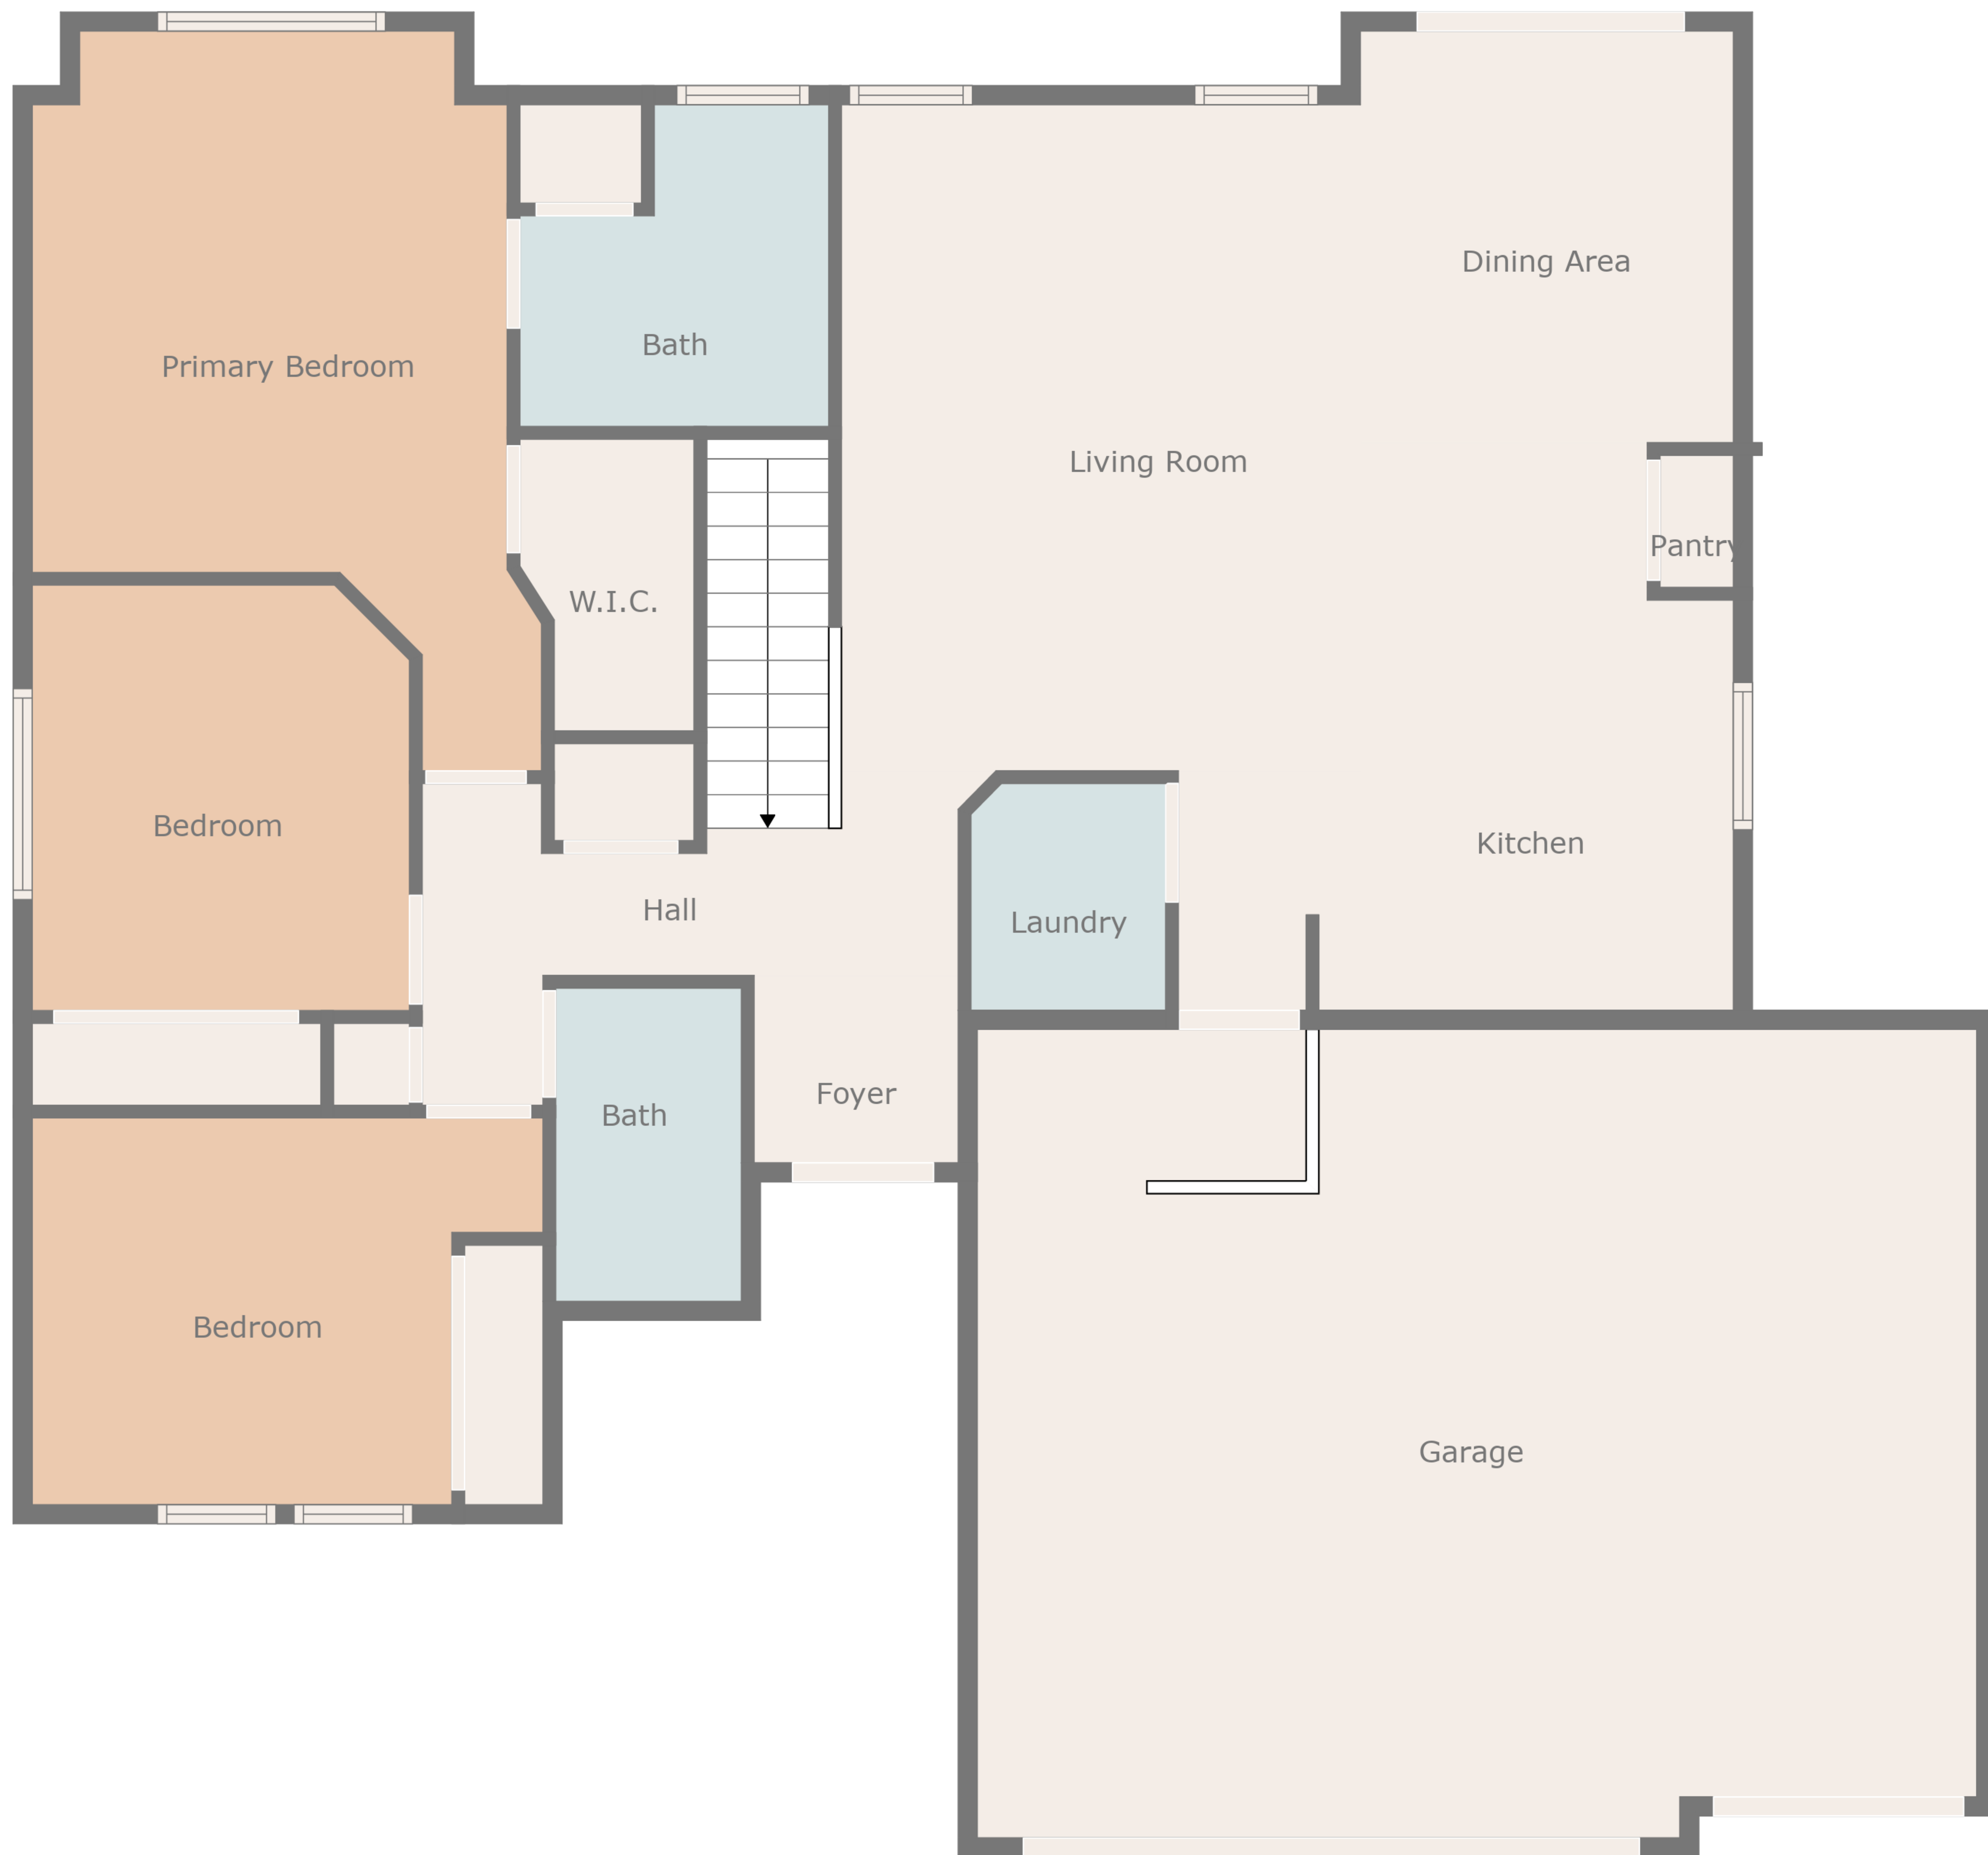 Dining Area
Bath
Primary Bedroom
Living Room
Pantry
W.I.C.
Bedroom
Kitchen
Hall
Laundry
Foyer
Bath
Bedroom
Garage